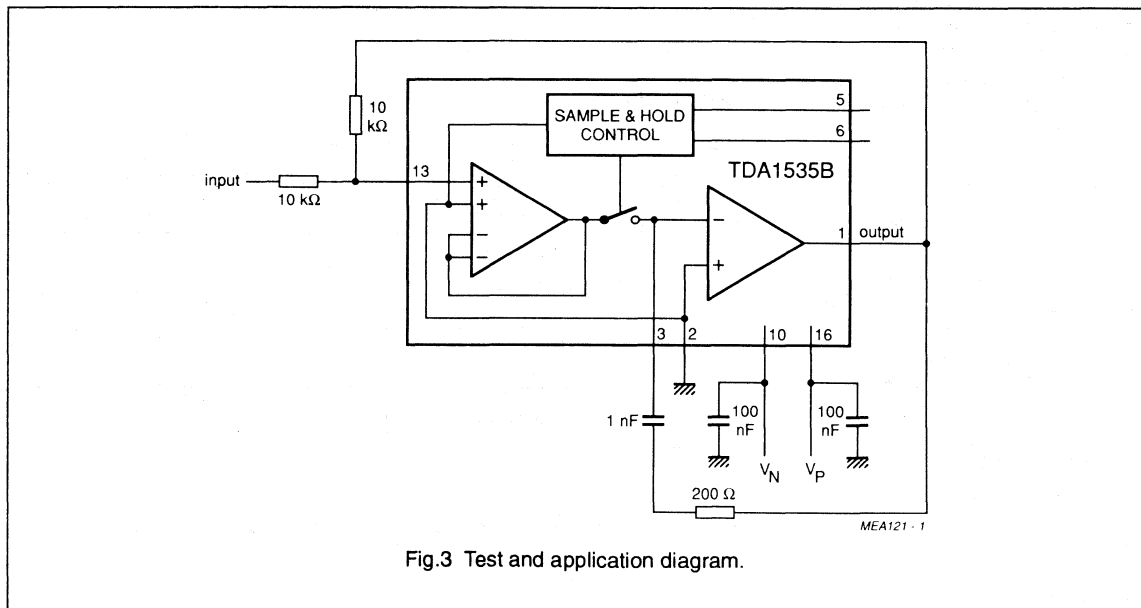 10
kΩ
SAMPLE & HOLD
CONTROL
5
6
TDA1535B
input
10 kΩ
13
+
+
−
−
−
+
1
output
3
2
10
16
1 nF
100
nF
100
nF
V_N
V_P
200 Ω
MEA121 - 1
Fig.3 Test and application diagram.